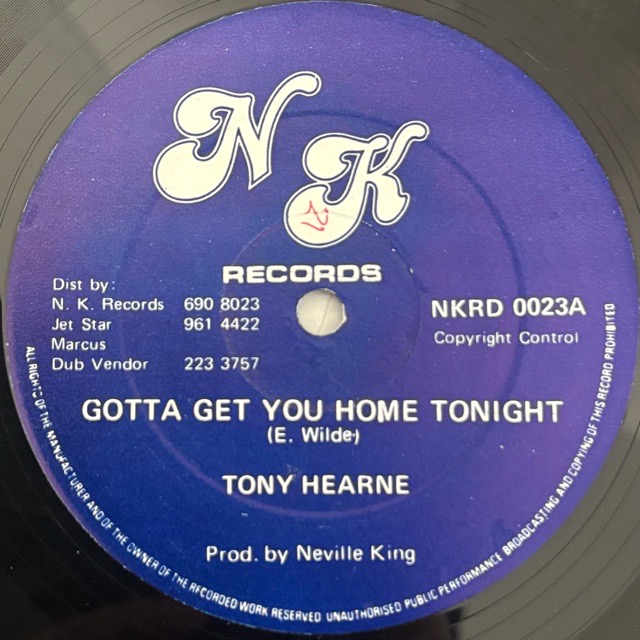 NK
RECORDS
Dist by:
N. K. Records 690 8023
Jet Star 961 4422
Marcus
Dub Vendor 223 3757
NKRD 0023A
Copyright Control
GOTTA GET YOU HOME TONIGHT
(E. Wilde)
TONY HEARNE
Prod. by Neville King
ALL RIGHTS OF THE MANUFACTURER AND OF THE OWNER OF THE RECORDED WORK RESERVED UNAUTHORISED PUBLIC PERFORMANCE BROADCASTING AND COPYING OF THIS RECORD PROHIBITED